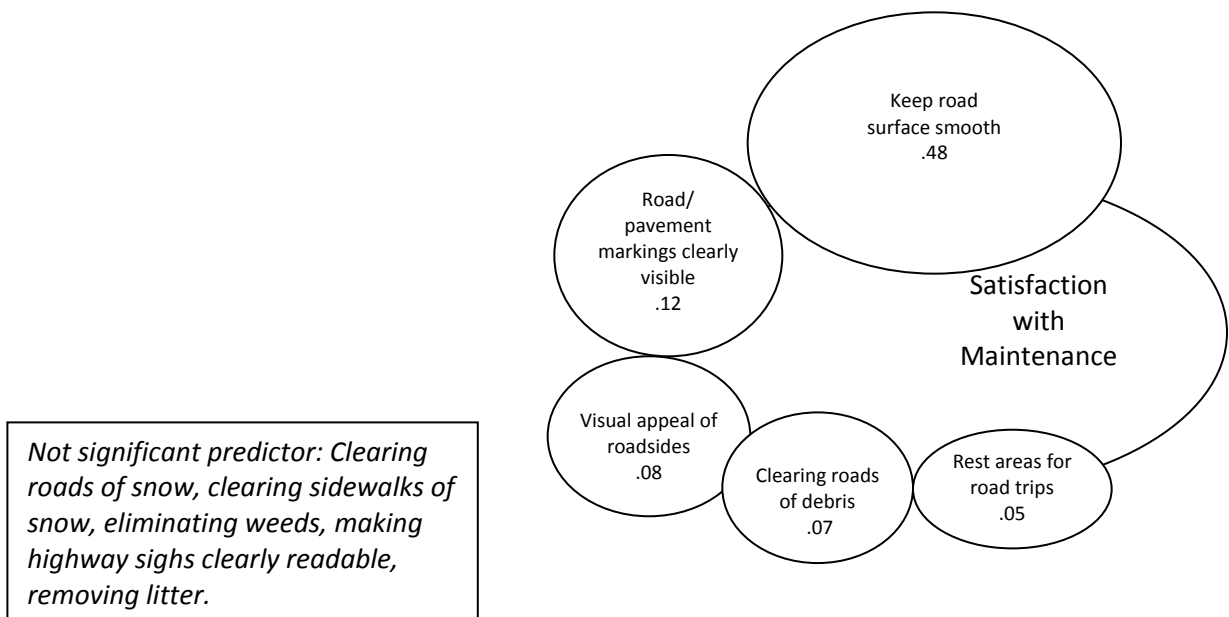 Keep road
surface smooth
.48
Road/
pavement
markings clearly
visible
.12
Satisfaction
with
Maintenance
Visual appeal of
roadsides
.08
Clearing roads
of debris
.07
Rest areas for
road trips
.05
Not significant predictor: Clearing
roads of snow, clearing sidewalks of
snow, eliminating weeds, making
highway sighs clearly readable,
removing litter.